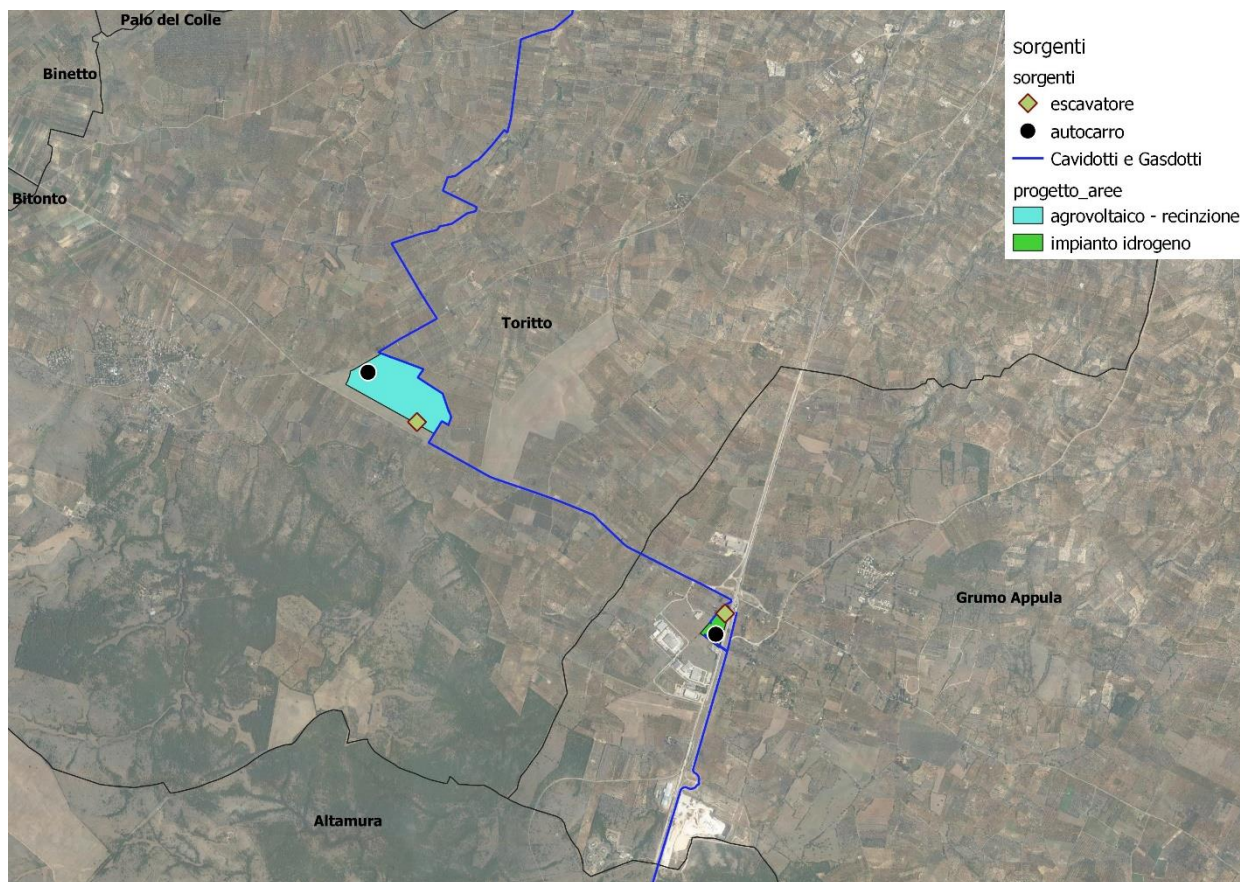 Palo del Colle
Binetto
Bitonto
Toritto
Grumo Appula
Altamura
sorgenti
sorgenti
escavatore
autocarro
Cavidotti e Gasdotti
progetto_aree
agrovoltaico - recinzione
impianto idrogeno